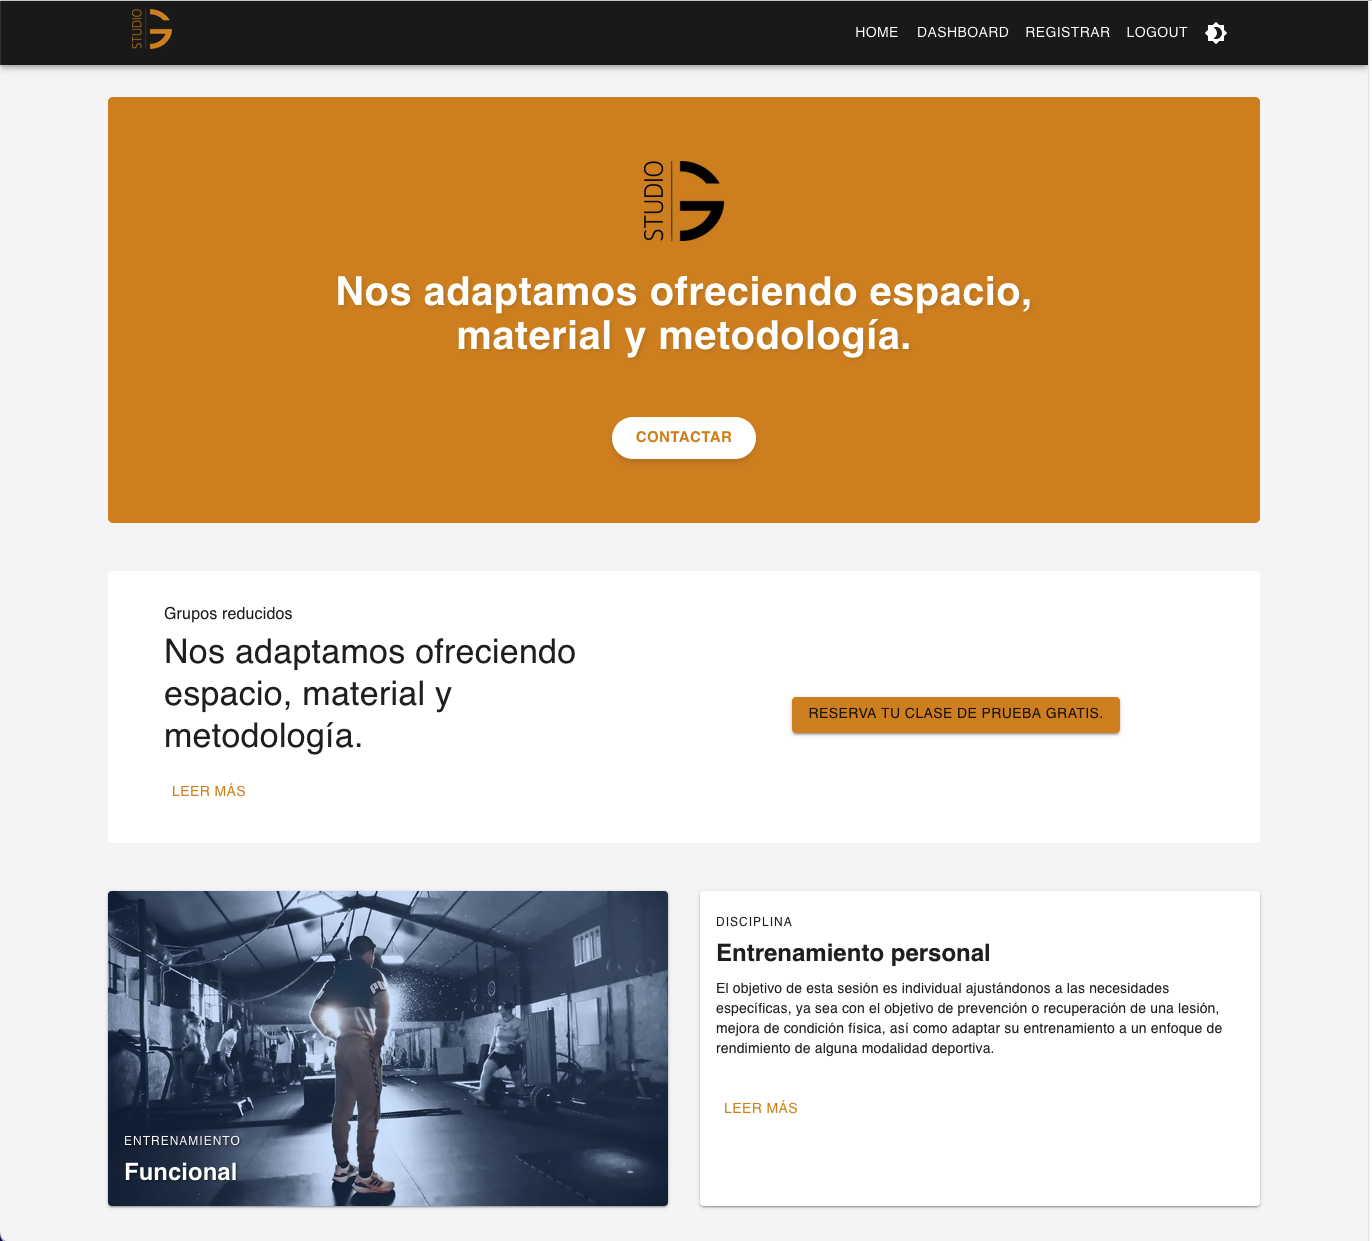 STUDIO G
HOME DASHBOARD REGISTRAR LOGOUT
STUDIO G
Nos adaptamos ofreciendo espacio,
material y metodología.
CONTACTAR
Grupos reducidos
Nos adaptamos ofreciendo
espacio, material y
metodología.
LEER MÁS
RESERVA TU CLASE DE PRUEBA GRATIS.
ENTRENAMIENTO
Funcional
DISCIPLINA
Entrenamiento personal
El objetivo de esta sesión es individual ajustándonos a las necesidades
específicas, ya sea con el objetivo de prevención o recuperación de una lesión,
mejora de condición física, así como adaptar su entrenamiento a un enfoque de
rendimiento de alguna modalidad deportiva.
LEER MÁS